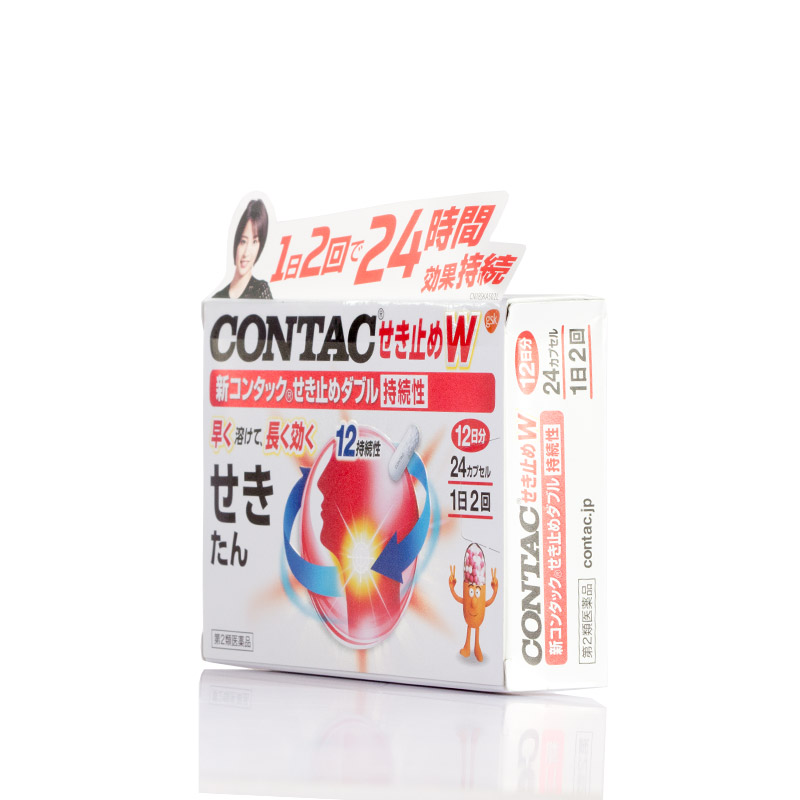 1日2回で24時間
効果持続
CONTAC® せき止めW
gsk
新コンタック®せき止めダブル 持続性
早く溶けて、長く効く
12持続性
せき
たん
12日分
24カプセル
1日2回
第2類医薬品
12日分
24カプセル
1日2回
CONTAC® せき止めW
新コンタック®せき止めダブル 持続性
contac.jp
第2類医薬品